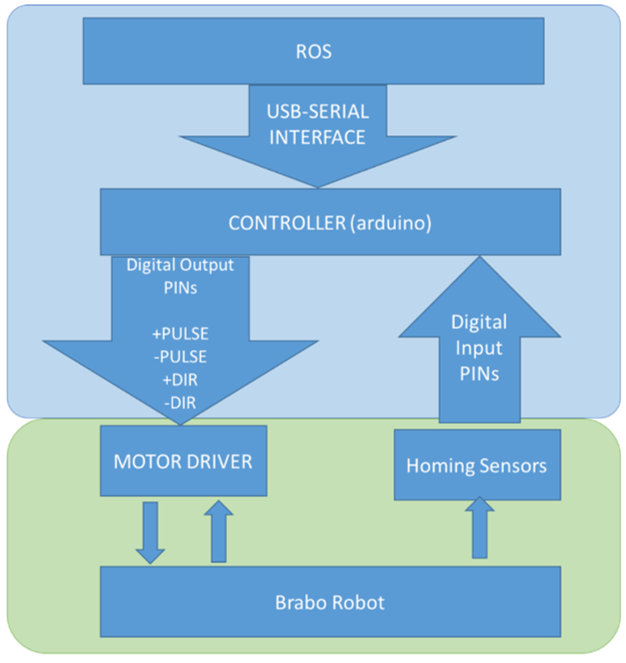 ROS
USB-SERIAL
INTERFACE
CONTROLLER (arduino)
Digital Output
PINs
+PULSE
-PULSE
+DIR
-DIR
Digital
Input
PINs
MOTOR DRIVER
Homing Sensors
Brabo Robot